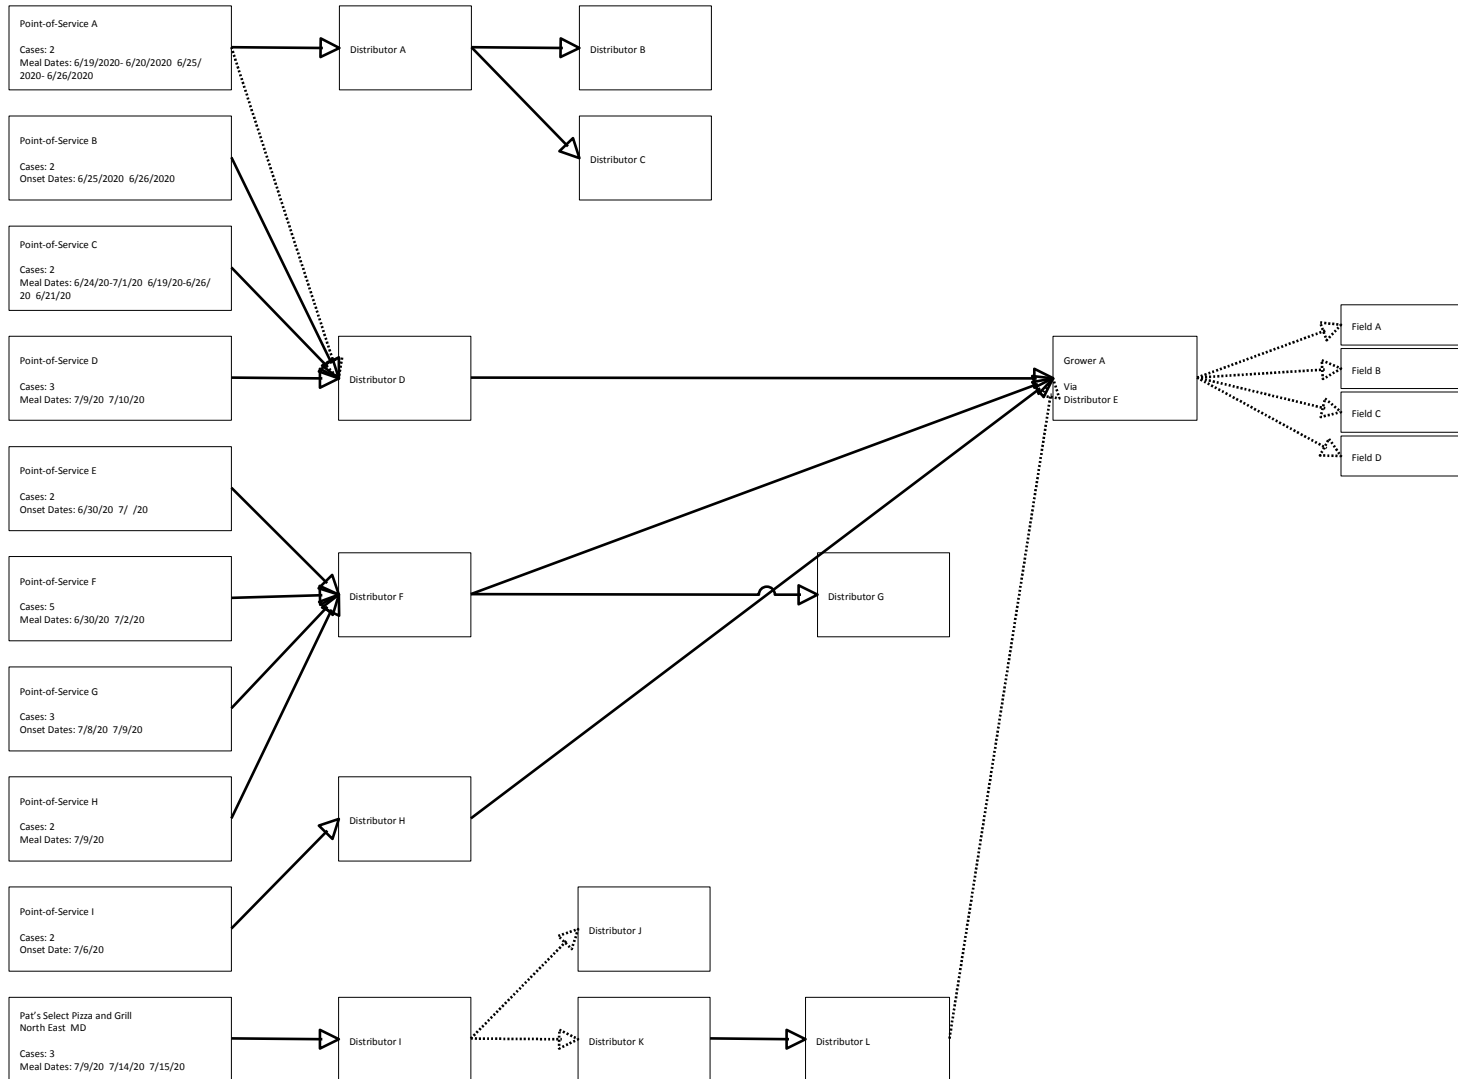 Point-of-Service A
Cases: 2
Meal Dates: 6/19/2020- 6/20/2020 6/25/
2020- 6/26/2020
Distributor A
Distributor B
Point-of-Service B
Cases: 2
Onset Dates: 6/25/2020 6/26/2020
Distributor C
Point-of-Service C
Cases: 2
Meal Dates: 6/24/20-7/1/20 6/19/20-6/26/
20 6/21/20
Point-of-Service D
Cases: 3
Meal Dates: 7/9/20 7/10/20
Distributor D
Grower A
Via
Distributor E
Field A
Field B
Field C
Field D
Point-of-Service E
Cases: 2
Onset Dates: 6/30/20 7/ /20
Point-of-Service F
Cases: 5
Meal Dates: 6/30/20 7/2/20
Distributor F
Distributor G
Point-of-Service G
Cases: 3
Onset Dates: 7/8/20 7/9/20
Point-of-Service H
Cases: 2
Meal Dates: 7/9/20
Distributor H
Point-of-Service I
Cases: 2
Onset Date: 7/6/20
Distributor J
Pat's Select Pizza and Grill
North East MD
Cases: 3
Meal Dates: 7/9/20 7/14/20 7/15/20
Distributor I
Distributor K
Distributor L